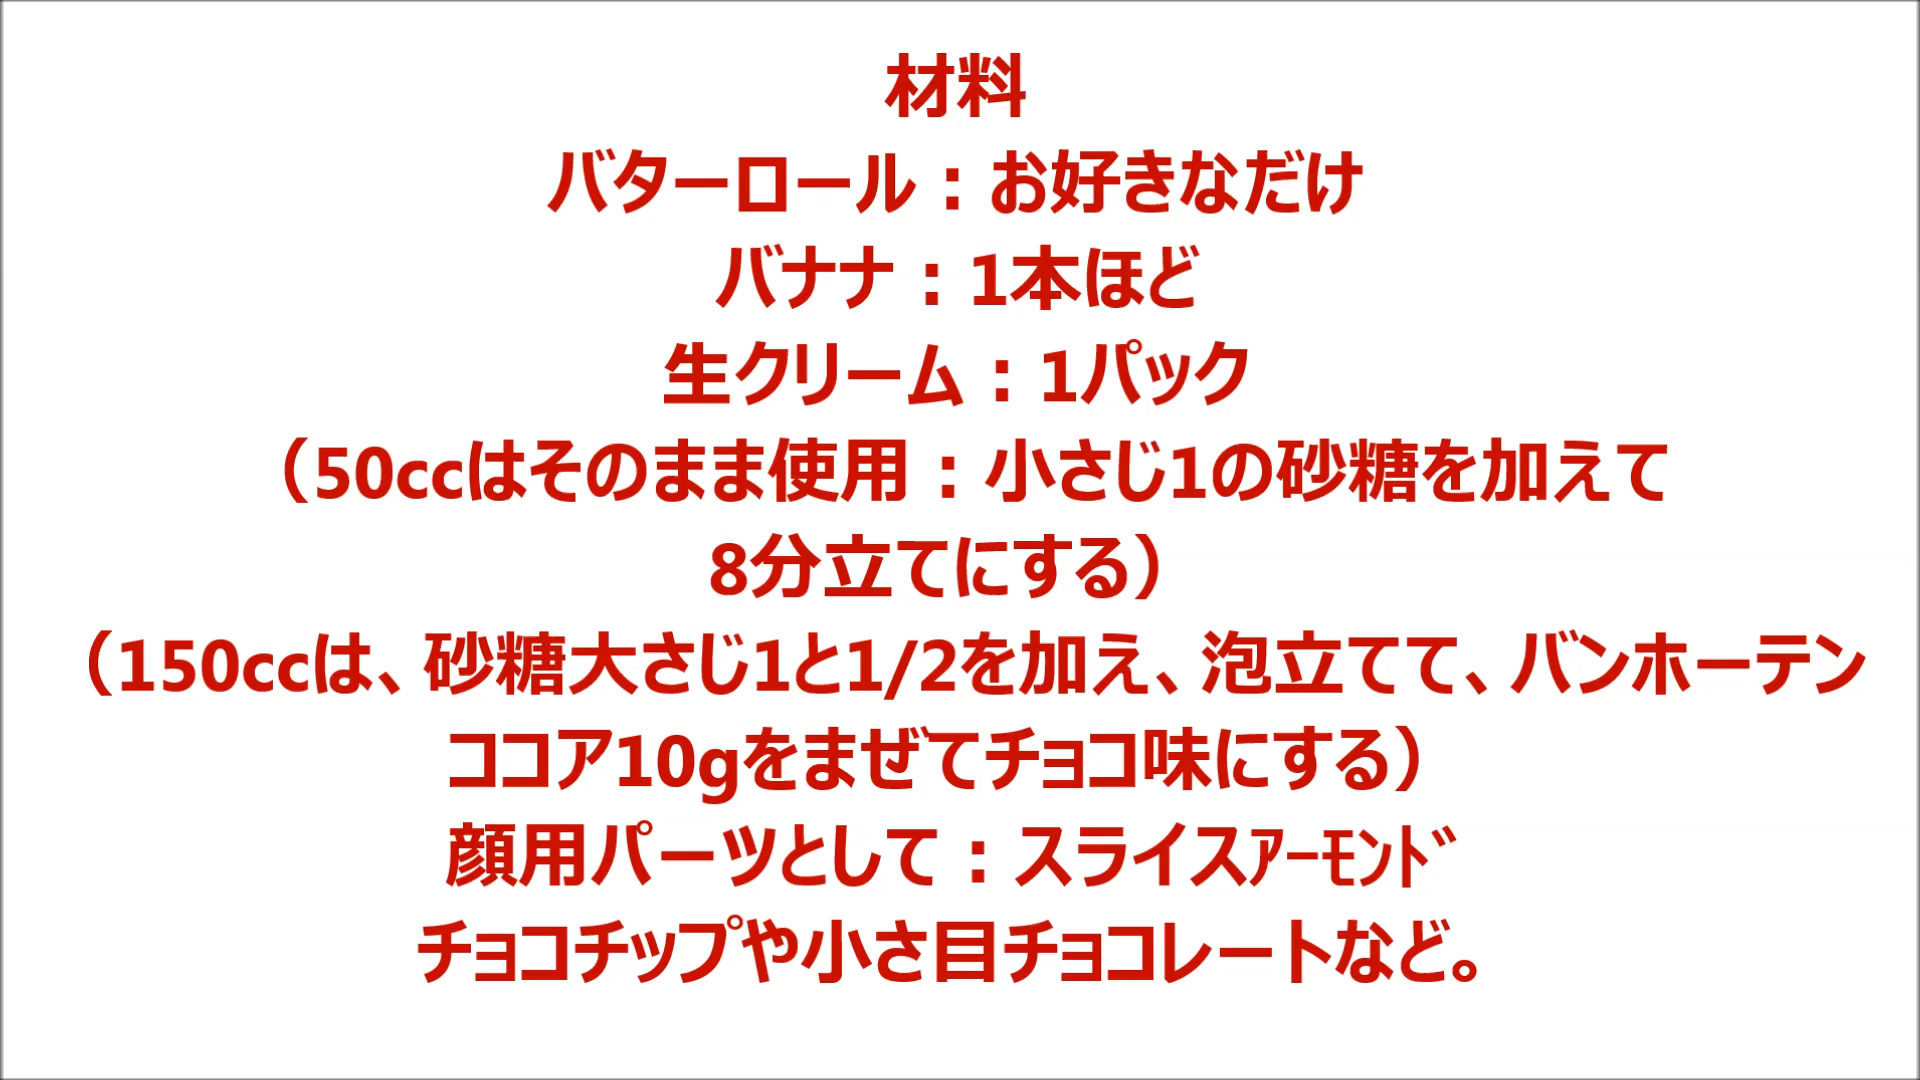 材料
バターロール：お好きなだけ
バナナ：1本ほど
生クリーム：1パック
（50ccはそのまま使用：小さじ1の砂糖を加えて
8分立てにする）
（150ccは、砂糖大さじ1と1/2を加え、泡立てて、バンホーテン
ココア10gをまぜてチョコ味にする）
顔用パーツとして：スライスｱｰモンﾄﾞ
チョコチップや小さ目チョコレートなど。